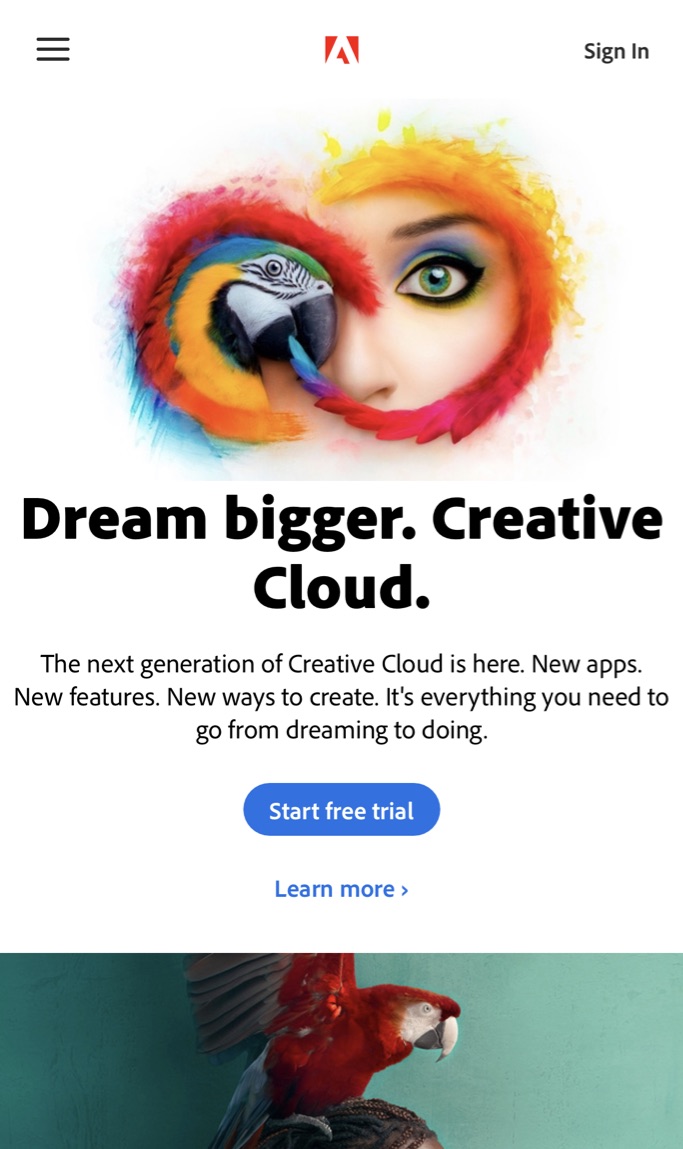 Sign In
Dream bigger. Creative
Cloud.
The next generation of Creative Cloud is here. New apps.
New features. New ways to create. It's everything you need to
go from dreaming to doing.
Start free trial
Learn more ›